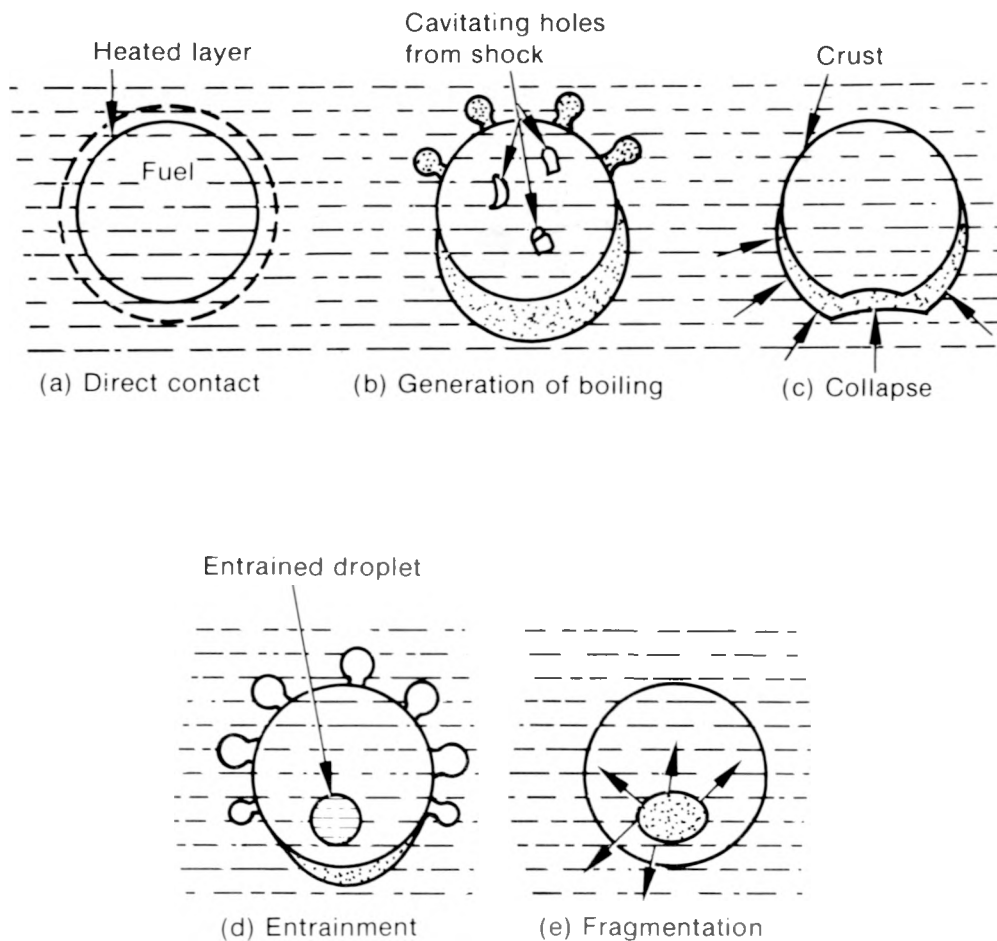 Cavitating holes
from shock
Heated layer
Crust
Fuel
(a) Direct contact
(b) Generation of boiling
(c) Collapse
Entrained droplet
(d) Entrainment
(e) Fragmentation